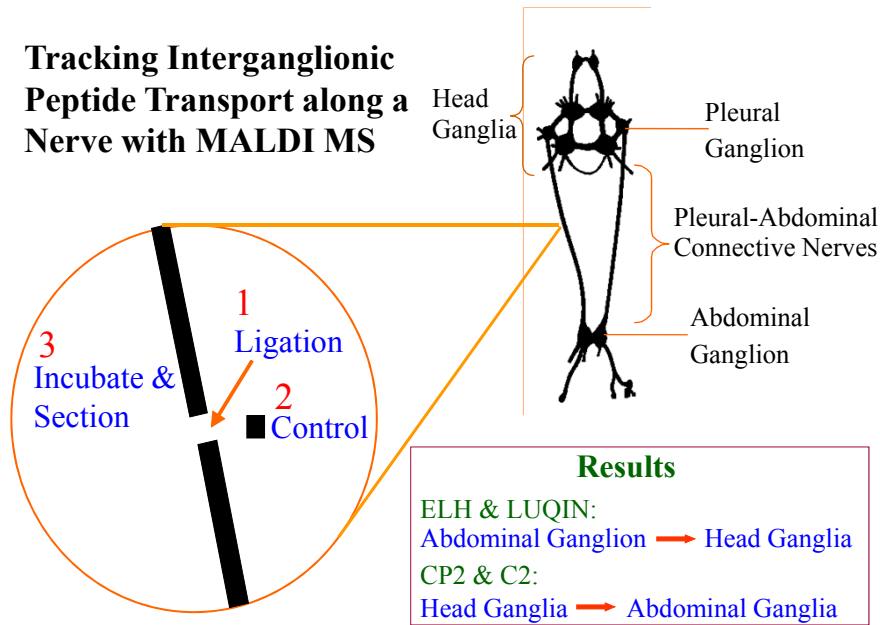 Tracking Interganglionic
Peptide Transport along a
Nerve with MALDI MS
Head
Ganglia
Pleural
Ganglion
Pleural-Abdominal
Connective Nerves
Abdominal
Ganglion
1
Ligation
3
Incubate &
Section
2
Control
Results
ELH & LUQIN:
Abdominal Ganglion → Head Ganglia
CP2 & C2:
Head Ganglia → Abdominal Ganglia